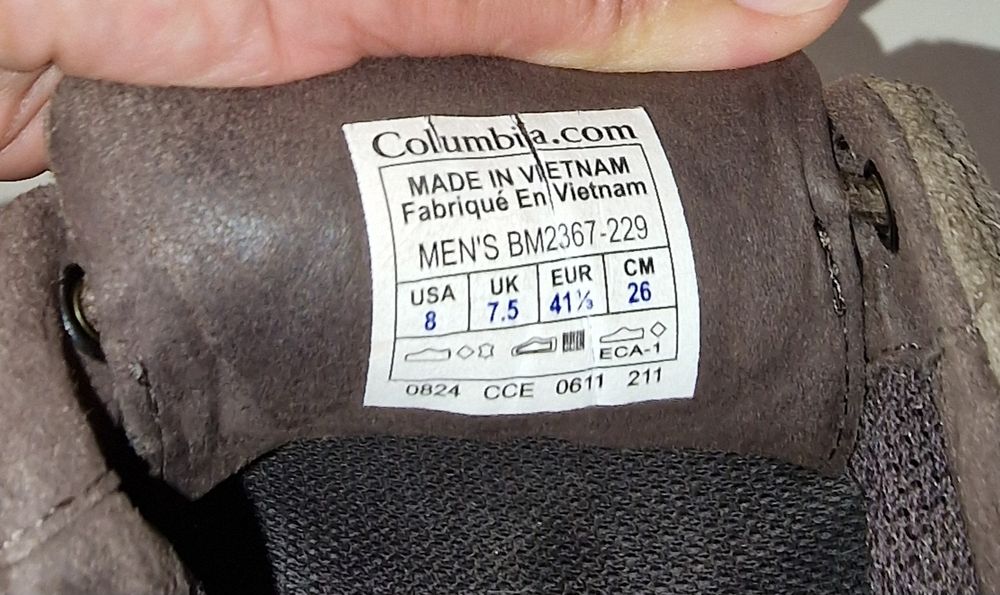 Columbia.com
MADE IN VIETNAM
Fabriqué En Vietnam
MEN'S BM2367-229
USA UK EUR CM
8 7.5 41⅓ 26
ECA-1
0824 CCE 0611 211